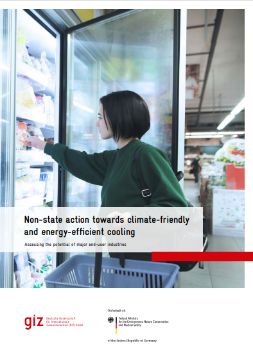 Non-state action towards climate-friendly
and energy-efficient cooling
Assessing the potential of major end-user industries
giz
Deutsche Gesellschaft
für Internationale
Zusammenarbeit (GIZ) GmbH
Federal Ministry
for the Environment, Nature Conservation
and Nuclear Safety
of the Federal Republic of Germany